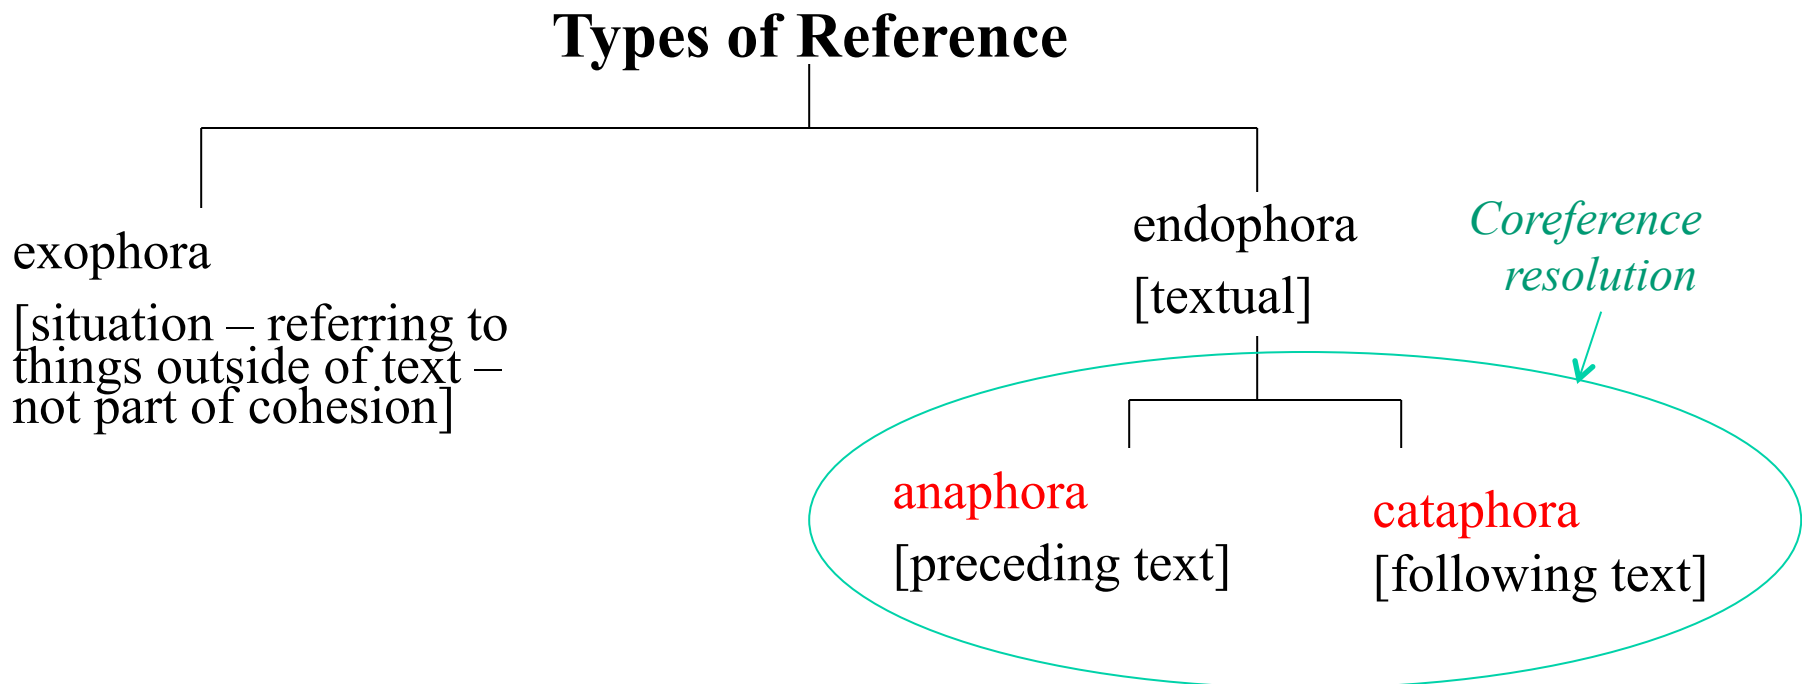 Types of Reference
exophora
[situation – referring to
things outside of text –
not part of cohesion]
endophora
[textual]
Coreference
resolution
anaphora
[preceding text]
cataphora
[following text]